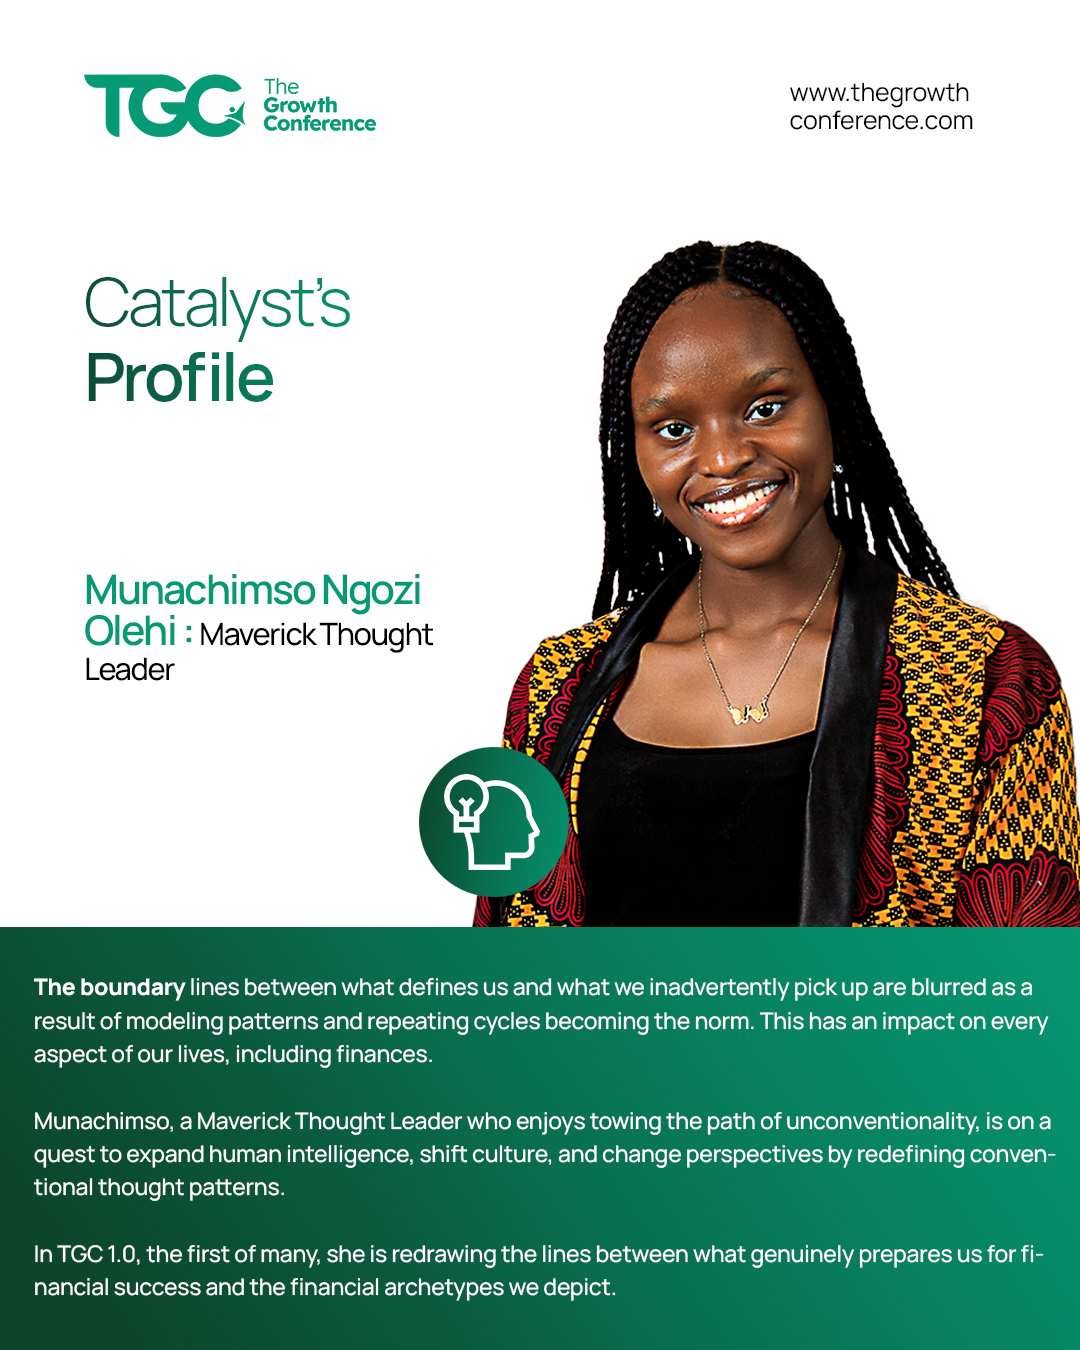 TGC
The
Growth
Conference
www.thegrowth
conference.com
Catalyst's
Profile
Munachimso Ngozi
Olehi : Maverick Thought
Leader
The boundary lines between what defines us and what we inadvertently pick up are blurred as a
result of modeling patterns and repeating cycles becoming the norm. This has an impact on every
aspect of our lives, including finances.
Munachimso, a Maverick Thought Leader who enjoys towing the path of unconventionality, is on a
quest to expand human intelligence, shift culture, and change perspectives by redefining conven-
tional thought patterns.
In TGC 1.0, the first of many, she is redrawing the lines between what genuinely prepares us for fi-
nancial success and the financial archetypes we depict.